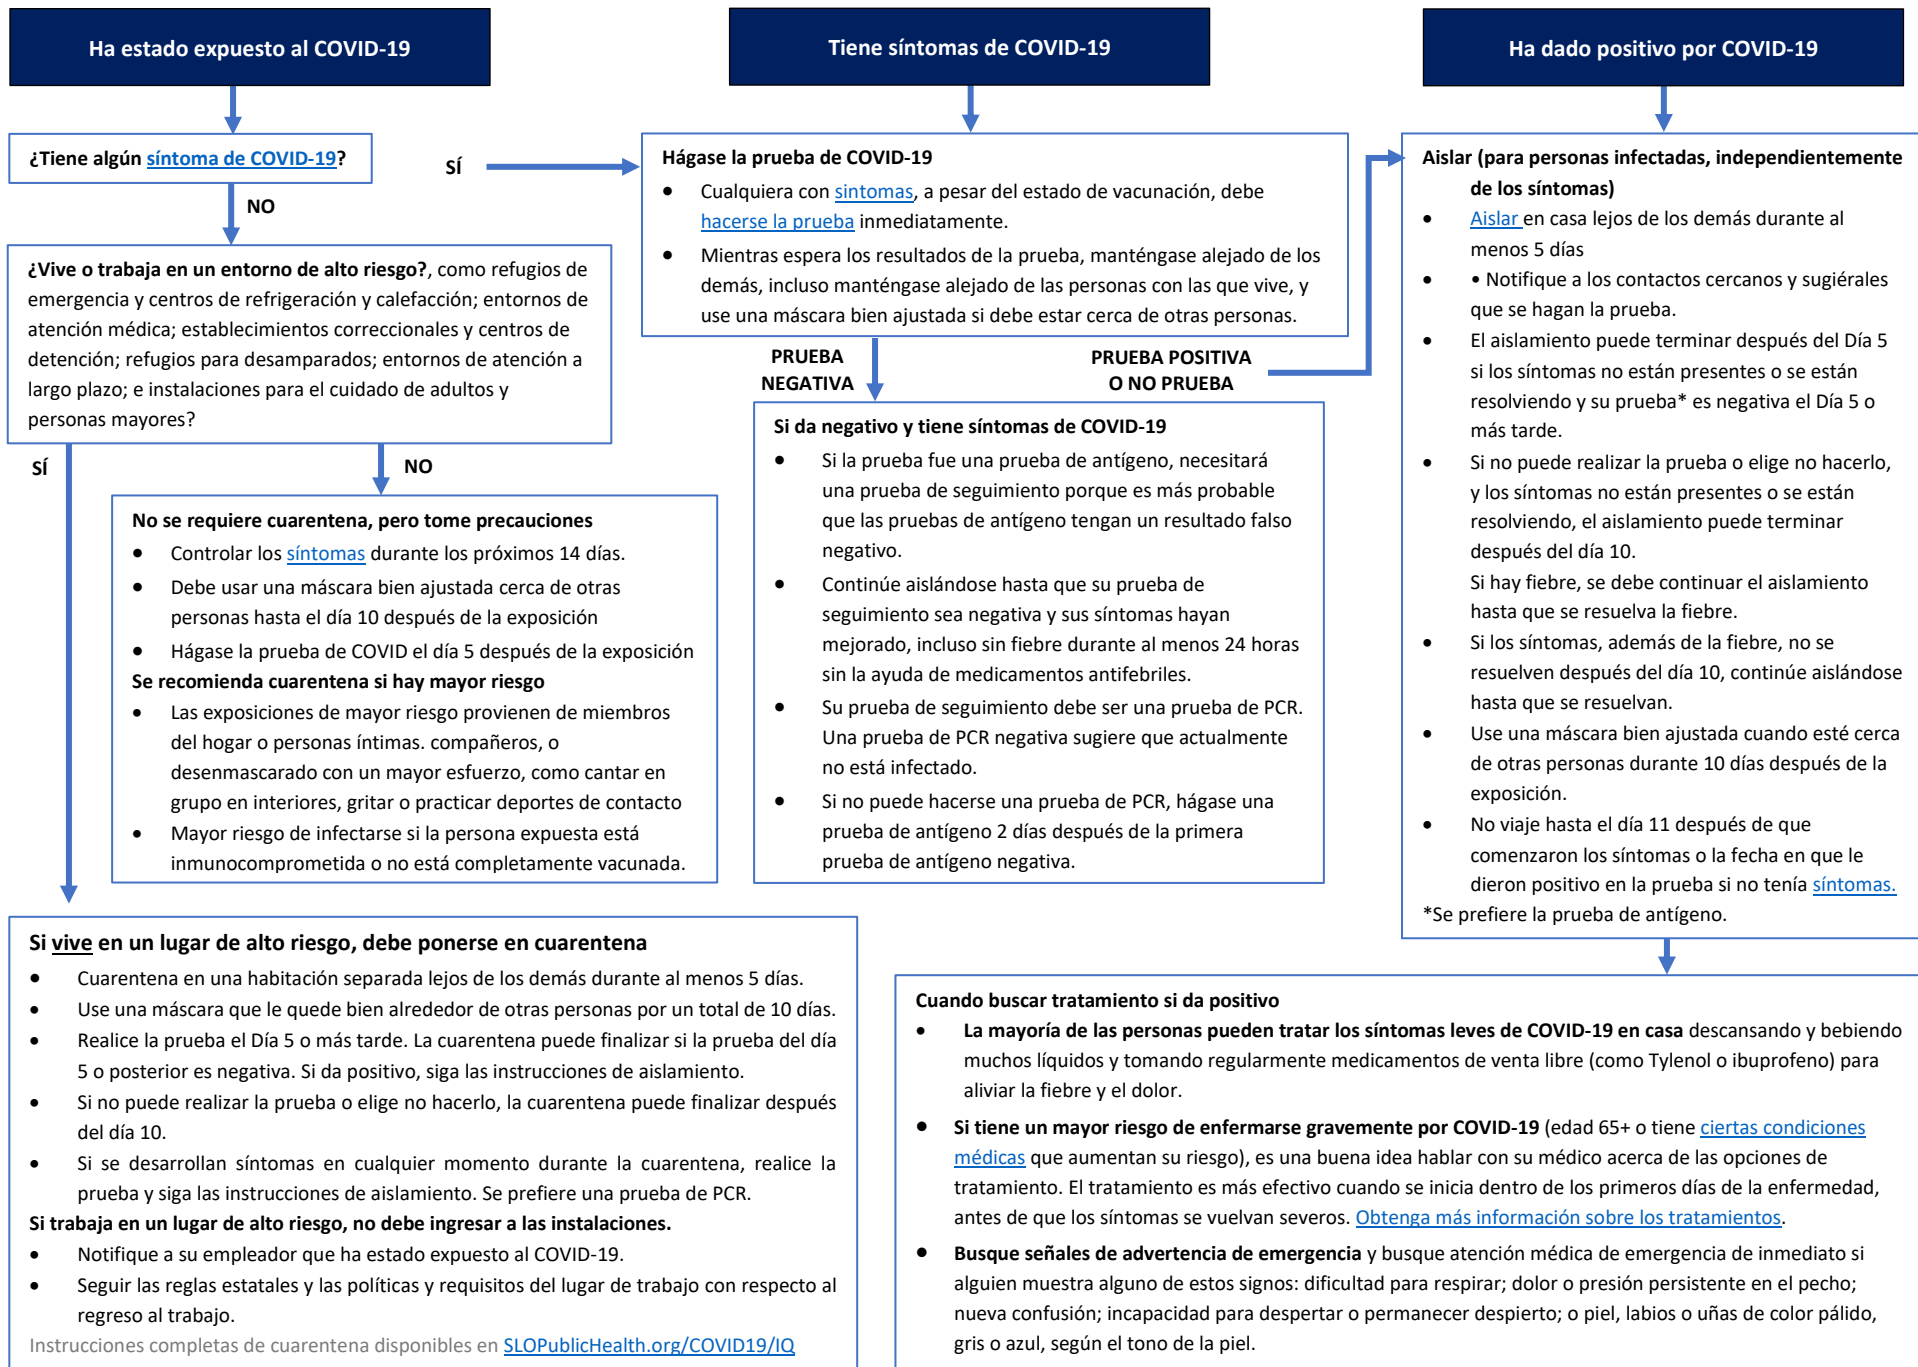 Ha estado expuesto al COVID-19
¿Tiene algún síntoma de COVID-19?
SÍ
NO
¿Vive o trabaja en un entorno de alto riesgo?, como refugios de
emergencia y centros de refrigeración y calefacción; entornos de
atención médica; establecimientos correccionales y centros de
detención; refugios para desamparados; entornos de atención a
largo plazo; e instalaciones para el cuidado de adultos y
personas mayores?
SÍ
NO
No se requiere cuarentena, pero tome precauciones
• Controlar los síntomas durante los próximos 14 días.
• Debe usar una máscara bien ajustada cerca de otras
personas hasta el día 10 después de la exposición
• Hágase la prueba de COVID el día 5 después de la exposición
Se recomienda cuarentena si hay mayor riesgo
• Las exposiciones de mayor riesgo provienen de miembros
del hogar o personas íntimas. compañeros, o
desenmascarado con un mayor esfuerzo, como cantar en
grupo en interiores, gritar o practicar deportes de contacto
• Mayor riesgo de infectarse si la persona expuesta está
inmunocomprometida o no está completamente vacunada.
Si vive en un lugar de alto riesgo, debe ponerse en cuarentena
• Cuarentena en una habitación separada lejos de los demás durante al menos 5 días.
• Use una máscara que le quede bien alrededor de otras personas por un total de 10 días.
• Realice la prueba el Día 5 o más tarde. La cuarentena puede finalizar si la prueba del día
5 o posterior es negativa. Si da positivo, siga las instrucciones de aislamiento.
• Si no puede realizar la prueba o elige no hacerlo, la cuarentena puede finalizar después
del día 10.
• Si se desarrollan síntomas en cualquier momento durante la cuarentena, realice la
prueba y siga las instrucciones de aislamiento. Se prefiere una prueba de PCR.
Si trabaja en un lugar de alto riesgo, no debe ingresar a las instalaciones.
• Notifique a su empleador que ha estado expuesto al COVID-19.
• Seguir las reglas estatales y las políticas y requisitos del lugar de trabajo con respecto al
regreso al trabajo.
Instrucciones completas de cuarentena disponibles en SLOPublicHealth.org/COVID19/IQ
Tiene síntomas de COVID-19
Hágase la prueba de COVID-19
• Cualquiera con sintomas, a pesar del estado de vacunación, debe
hacerse la prueba inmediatamente.
• Mientras espera los resultados de la prueba, manténgase alejado de los
demás, incluso manténgase alejado de las personas con las que vive, y
use una máscara bien ajustada si debe estar cerca de otras personas.
PRUEBA
NEGATIVA
PRUEBA POSITIVA
O NO PRUEBA
Si da negativo y tiene síntomas de COVID-19
• Si la prueba fue una prueba de antígeno, necesitará
una prueba de seguimiento porque es más probable
que las pruebas de antígeno tengan un resultado falso
negativo.
• Continúe aislándose hasta que su prueba de
seguimiento sea negativa y sus síntomas hayan
mejorado, incluso sin fiebre durante al menos 24 horas
sin la ayuda de medicamentos antifebriles.
• Su prueba de seguimiento debe ser una prueba de PCR.
Una prueba de PCR negativa sugiere que actualmente
no está infectado.
• Si no puede hacerse una prueba de PCR, hágase una
prueba de antígeno 2 días después de la primera
prueba de antígeno negativa.
Ha dado positivo por COVID-19
Aislar (para personas infectadas, independientemente
de los síntomas)
• Aislar en casa lejos de los demás durante al
menos 5 días
• • Notifique a los contactos cercanos y sugiérales
que se hagan la prueba.
• El aislamiento puede terminar después del Día 5
si los síntomas no están presentes o se están
resolviendo y su prueba* es negativa el Día 5 o
más tarde.
• Si no puede realizar la prueba o elige no hacerlo,
y los síntomas no están presentes o se están
resolviendo, el aislamiento puede terminar
después del día 10.
Si hay fiebre, se debe continuar el aislamiento
hasta que se resuelva la fiebre.
• Si los síntomas, además de la fiebre, no se
resuelven después del día 10, continúe aislándose
hasta que se resuelvan.
• Use una máscara bien ajustada cuando esté cerca
de otras personas durante 10 días después de la
exposición.
• No viaje hasta el día 11 después de que
comenzaron los síntomas o la fecha en que le
dieron positivo en la prueba si no tenía síntomas.
*Se prefiere la prueba de antígeno.
Cuando buscar tratamiento si da positivo
• La mayoría de las personas pueden tratar los síntomas leves de COVID-19 en casa descansando y bebiendo
muchos líquidos y tomando regularmente medicamentos de venta libre (como Tylenol o ibuprofeno) para
aliviar la fiebre y el dolor.
• Si tiene un mayor riesgo de enfermarse gravemente por COVID-19 (edad 65+ o tiene ciertas condiciones
médicas que aumentan su riesgo), es una buena idea hablar con su médico acerca de las opciones de
tratamiento. El tratamiento es más efectivo cuando se inicia dentro de los primeros días de la enfermedad,
antes de que los síntomas se vuelvan severos. Obtenga más información sobre los tratamientos.
• Busque señales de advertencia de emergencia y busque atención médica de emergencia de inmediato si
alguien muestra alguno de estos signos: dificultad para respirar; dolor o presión persistente en el pecho;
nueva confusión; incapacidad para despertar o permanecer despierto; o piel, labios o uñas de color pálido,
gris o azul, según el tono de la piel.